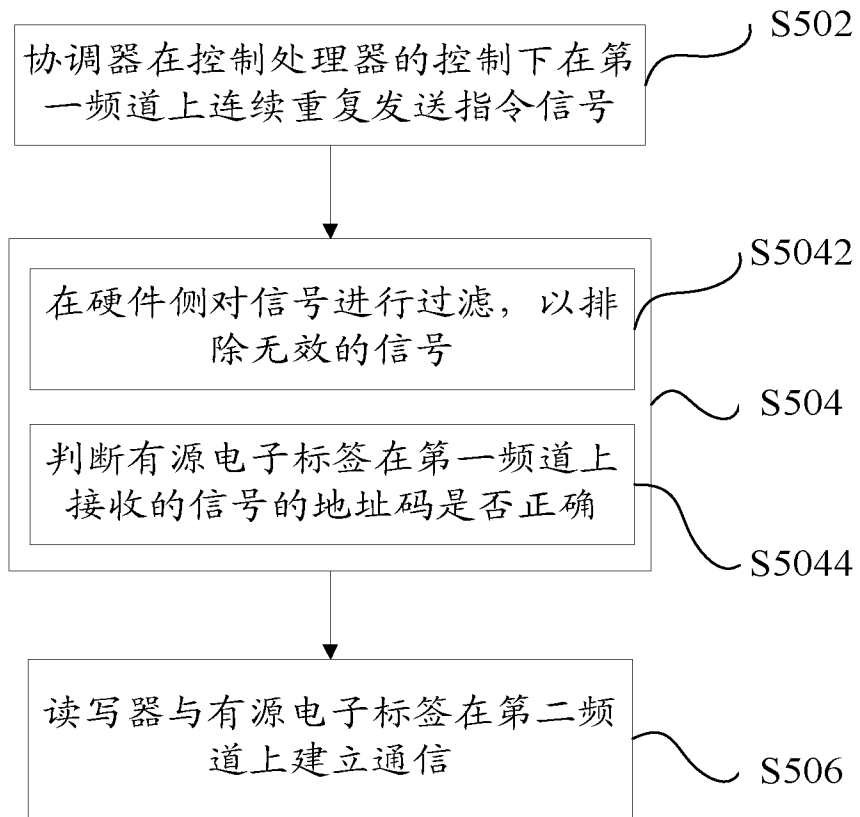 S502
协调器在控制处理器的控制下在第
一频道上连续重复发送指令信号
S5042
在硬件侧对信号进行过滤，以排
除无效的信号
S504
判断有源电子标签在第一频道上
接收的信号的地址码是否正确
S5044
读写器与有源电子标签在第二频
道上建立通信
S506